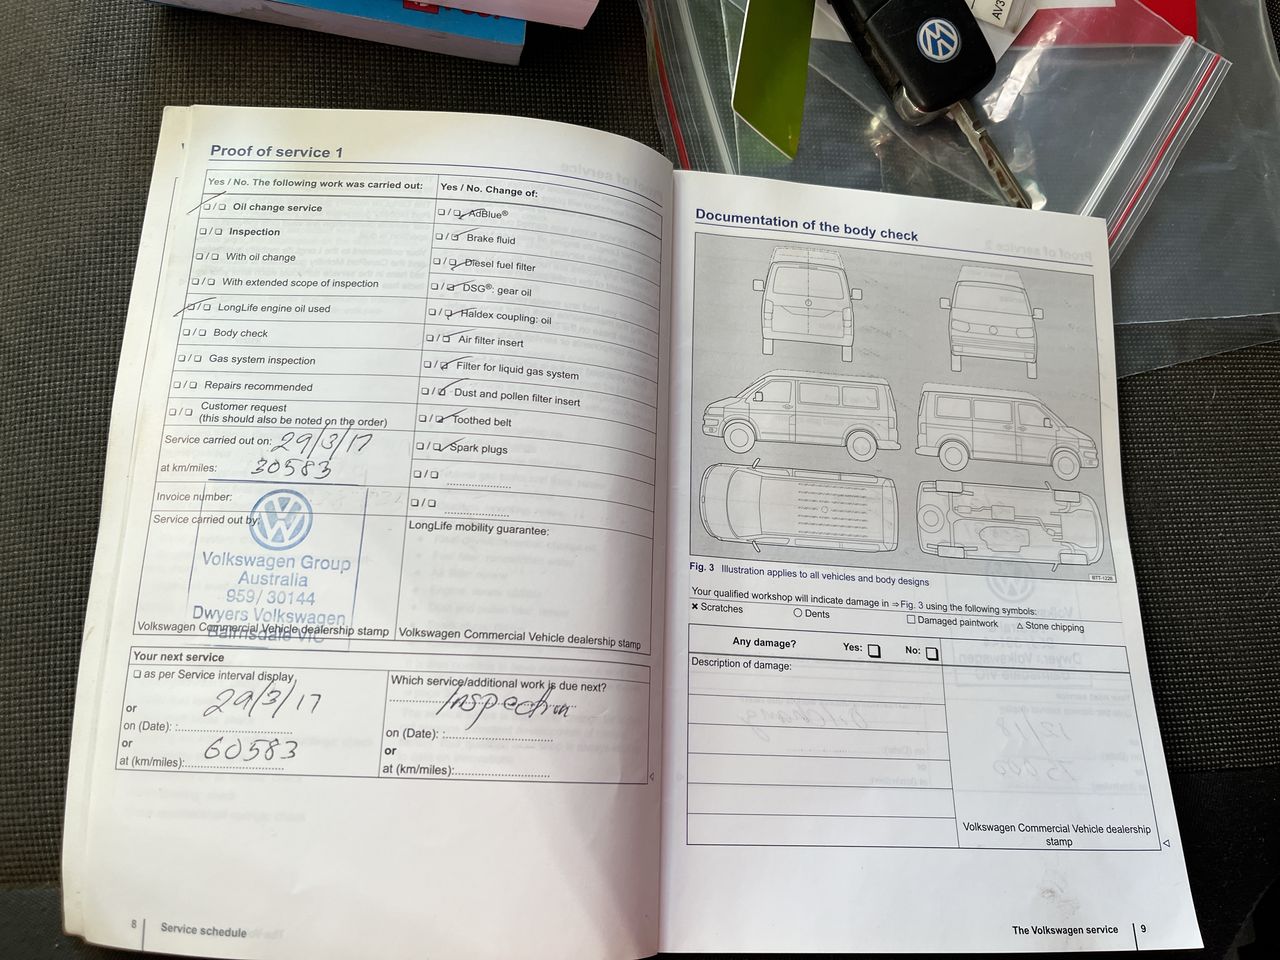 AV3
Proof of service 1
Yes / No. The following work was carried out:
❏/❏ Oil change service
❏/❏ Inspection
❏/❏ With oil change
❏/❏ With extended scope of inspection
❏/❏ LongLife engine oil used
❏/❏ Body check
❏/❏ Gas system inspection
❏/❏ Repairs recommended
❏/❏ Customer request
(this should also be noted on the order)
Service carried out on: 29/3/17
at km/miles: 30583
Invoice number:
Service carried out by:
Volkswagen Group
Australia
959/ 30144
Dwyers Volkswagen
Bairnsdale VIC
Volkswagen Commercial Vehicle dealership stamp
Yes / No. Change of:
❏/❏ AdBlue®
❏/❏ Brake fluid
❏/❏ Diesel fuel filter
❏/❏ DSG®: gear oil
❏/❏ Haldex coupling: oil
❏/❏ Air filter insert
❏/❏ Filter for liquid gas system
❏/❏ Dust and pollen filter insert
❏/❏ Toothed belt
❏/❏ Spark plugs
❏/❏ ....................
❏/❏ ....................
LongLife mobility guarantee:
Volkswagen Commercial Vehicle dealership stamp
Your next service
❏ as per Service interval display
29/3/17
or
on (Date): :....................
or
60583
at (km/miles):....................
Which service/additional work is due next?
Inspection
on (Date): :....................
or
at (km/miles):....................
8 Service schedule
Documentation of the body check
BTT-1228
Fig. 3 Illustration applies to all vehicles and body designs
Your qualified workshop will indicate damage in ⇒ Fig. 3 using the following symbols:
✕ Scratches ○ Dents □ Damaged paintwork △ Stone chipping
Any damage? Yes: ❏ No: ❏
Description of damage:
Volkswagen Commercial Vehicle dealership
stamp
The Volkswagen service 9